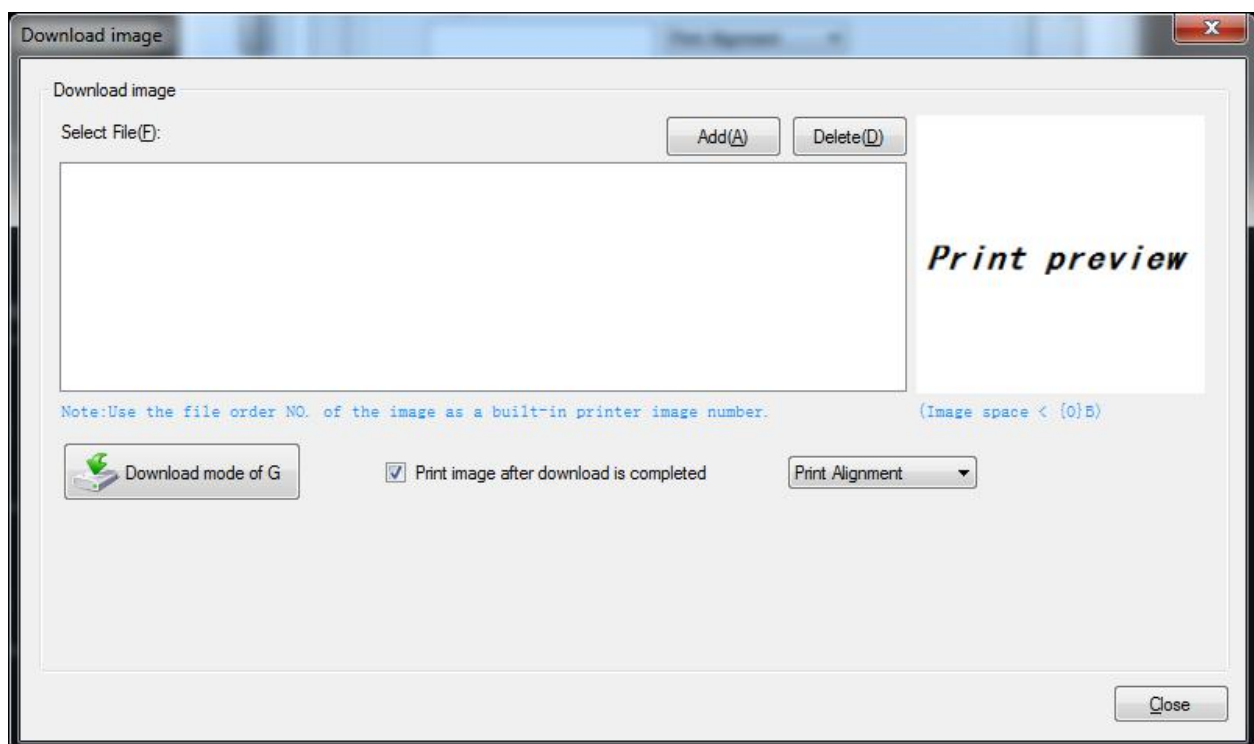 Download image
Download image
Select File(F):
Add(A)
Delete(D)
Print preview
Note:Use the file order NO. of the image as a built-in printer image number.
(Image space < {0}B)
Download mode of G
Print image after download is completed
Print Alignment
Close